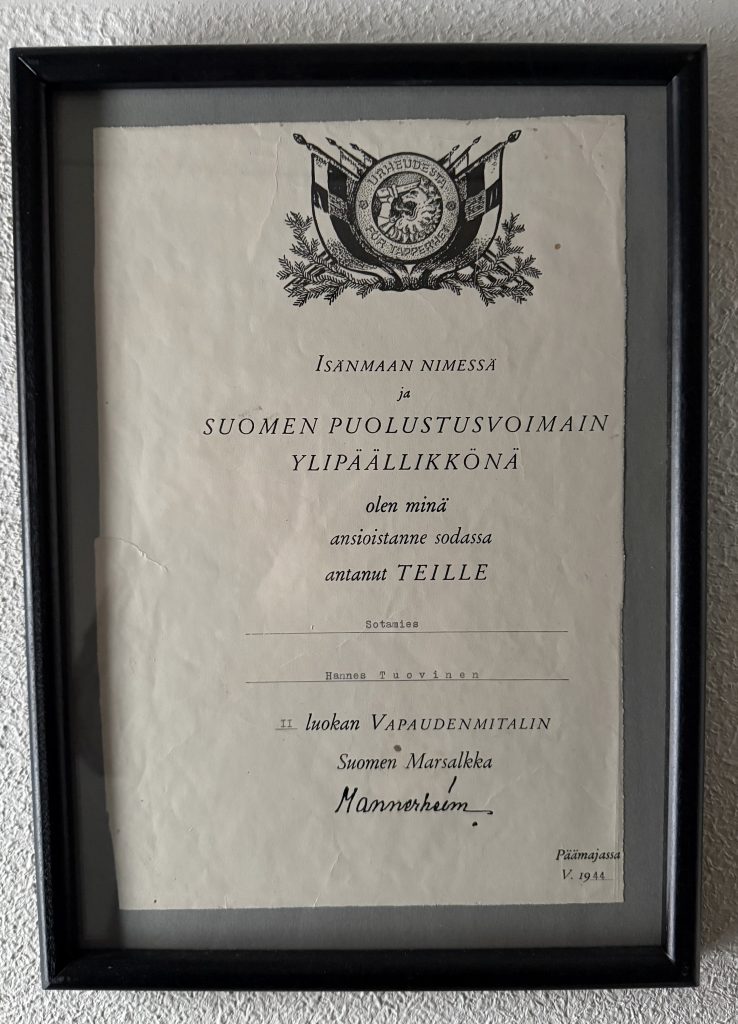 URHEUDESTA
FÖR TAPPERHET
ISÄNMAAN NIMESSÄ
ja
SUOMEN PUOLUSTUSVOIMAIN
YLIPÄÄLLIKKÖNÄ
olen minä
ansioistanne sodassa
antanut TEILLE
Sotamies
Hannes Tuovinen
II luokan VAPAUDENMITALIN
Suomen Marsalkka
Mannerheim
Päämajassa
V. 1944